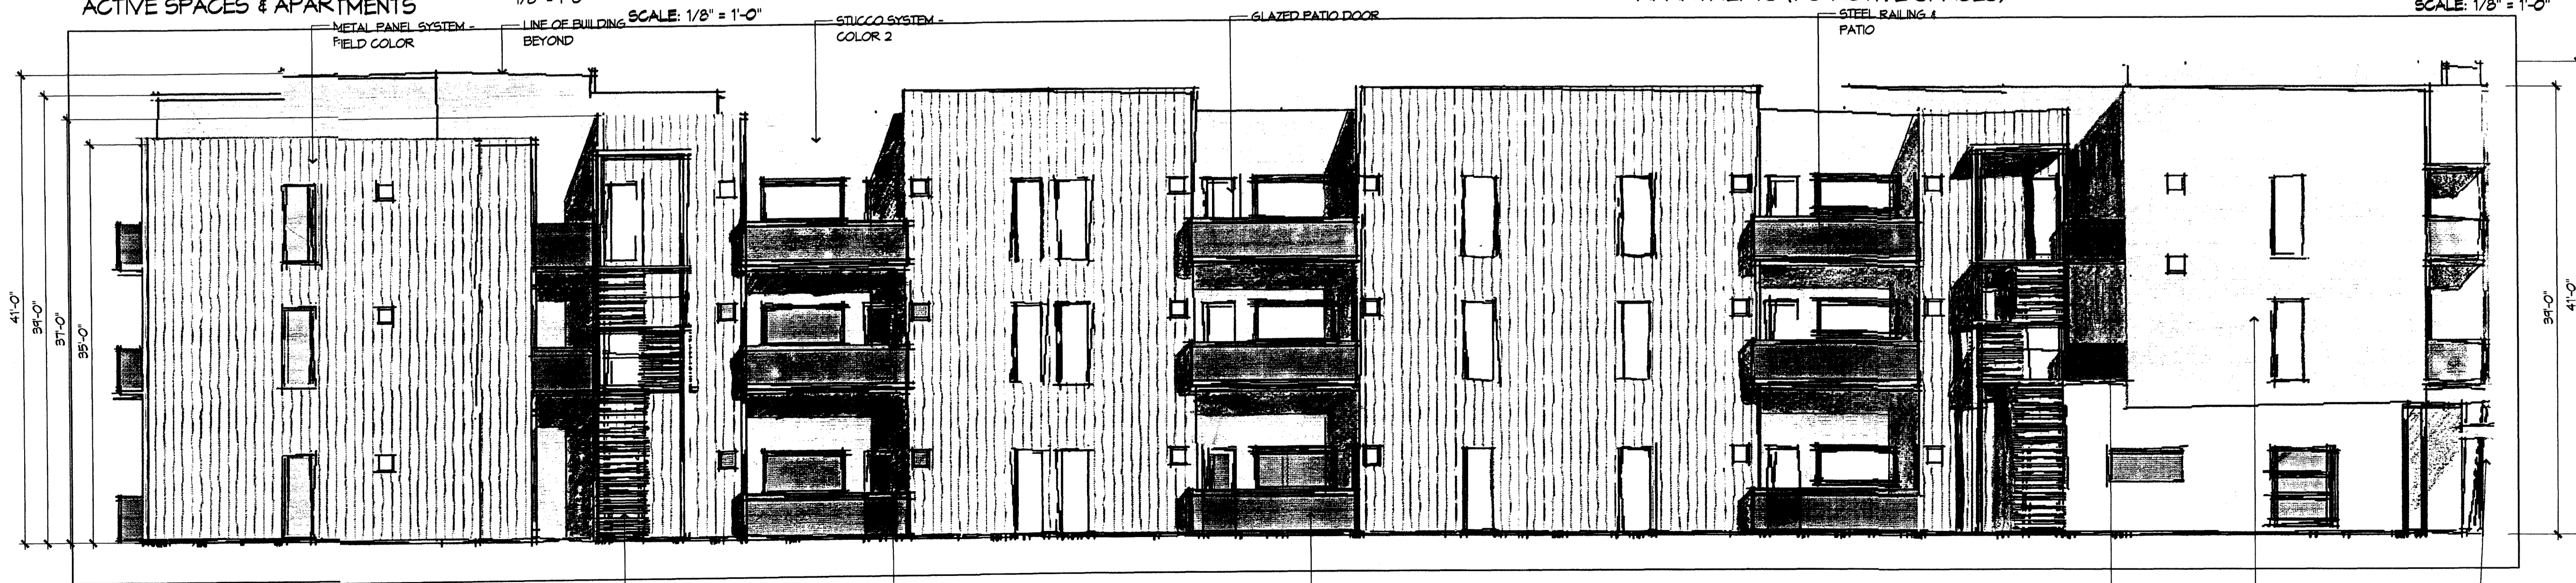 ACTIVE SPACES & APARTMENTS
SCALE: 1/8" = 1'-0"
SCALE: 1/8" = 1'-0"
METAL PANEL SYSTEM -
FIELD COLOR
LINE OF BUILDING
BEYOND
STUCCO SYSTEM -
COLOR 2
GLAZED PATIO DOOR
STEEL RAILING &
PATIO
41'-0"
39'-0"
37'-0"
35'-0"
39'-0"
41'-0"